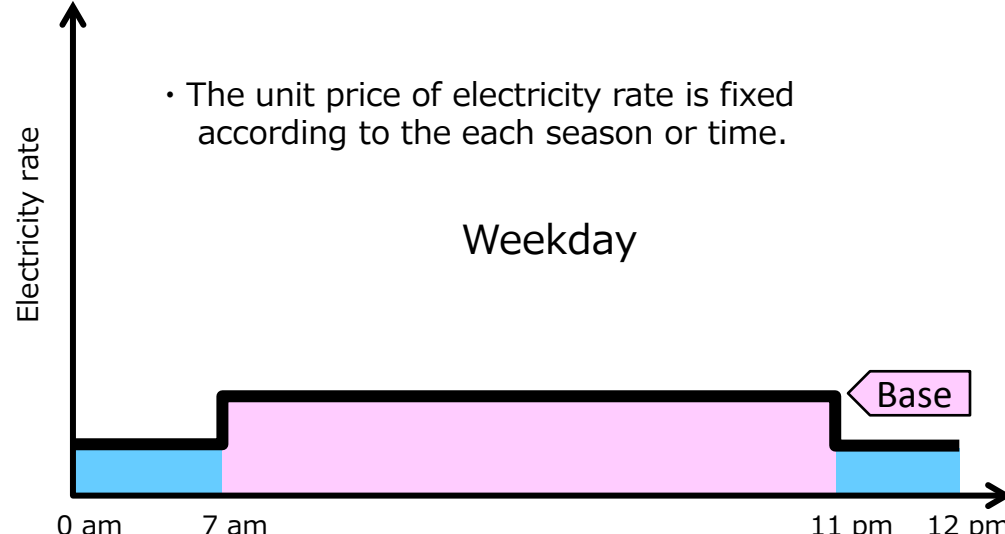 ・The unit price of electricity rate is fixed
according to the each season or time.
Electricity rate
Weekday
Base
0 am
7 am
11 pm
12 pm